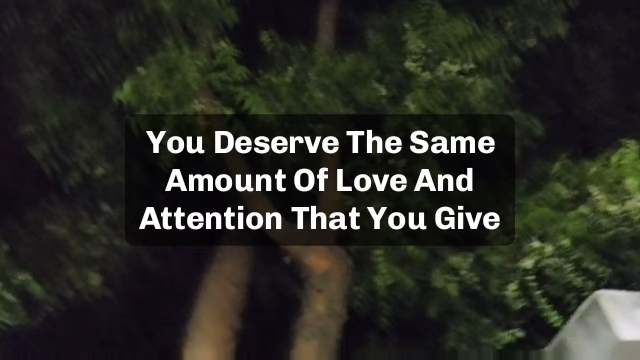 You Deserve The Same
Amount Of Love And
Attention That You Give